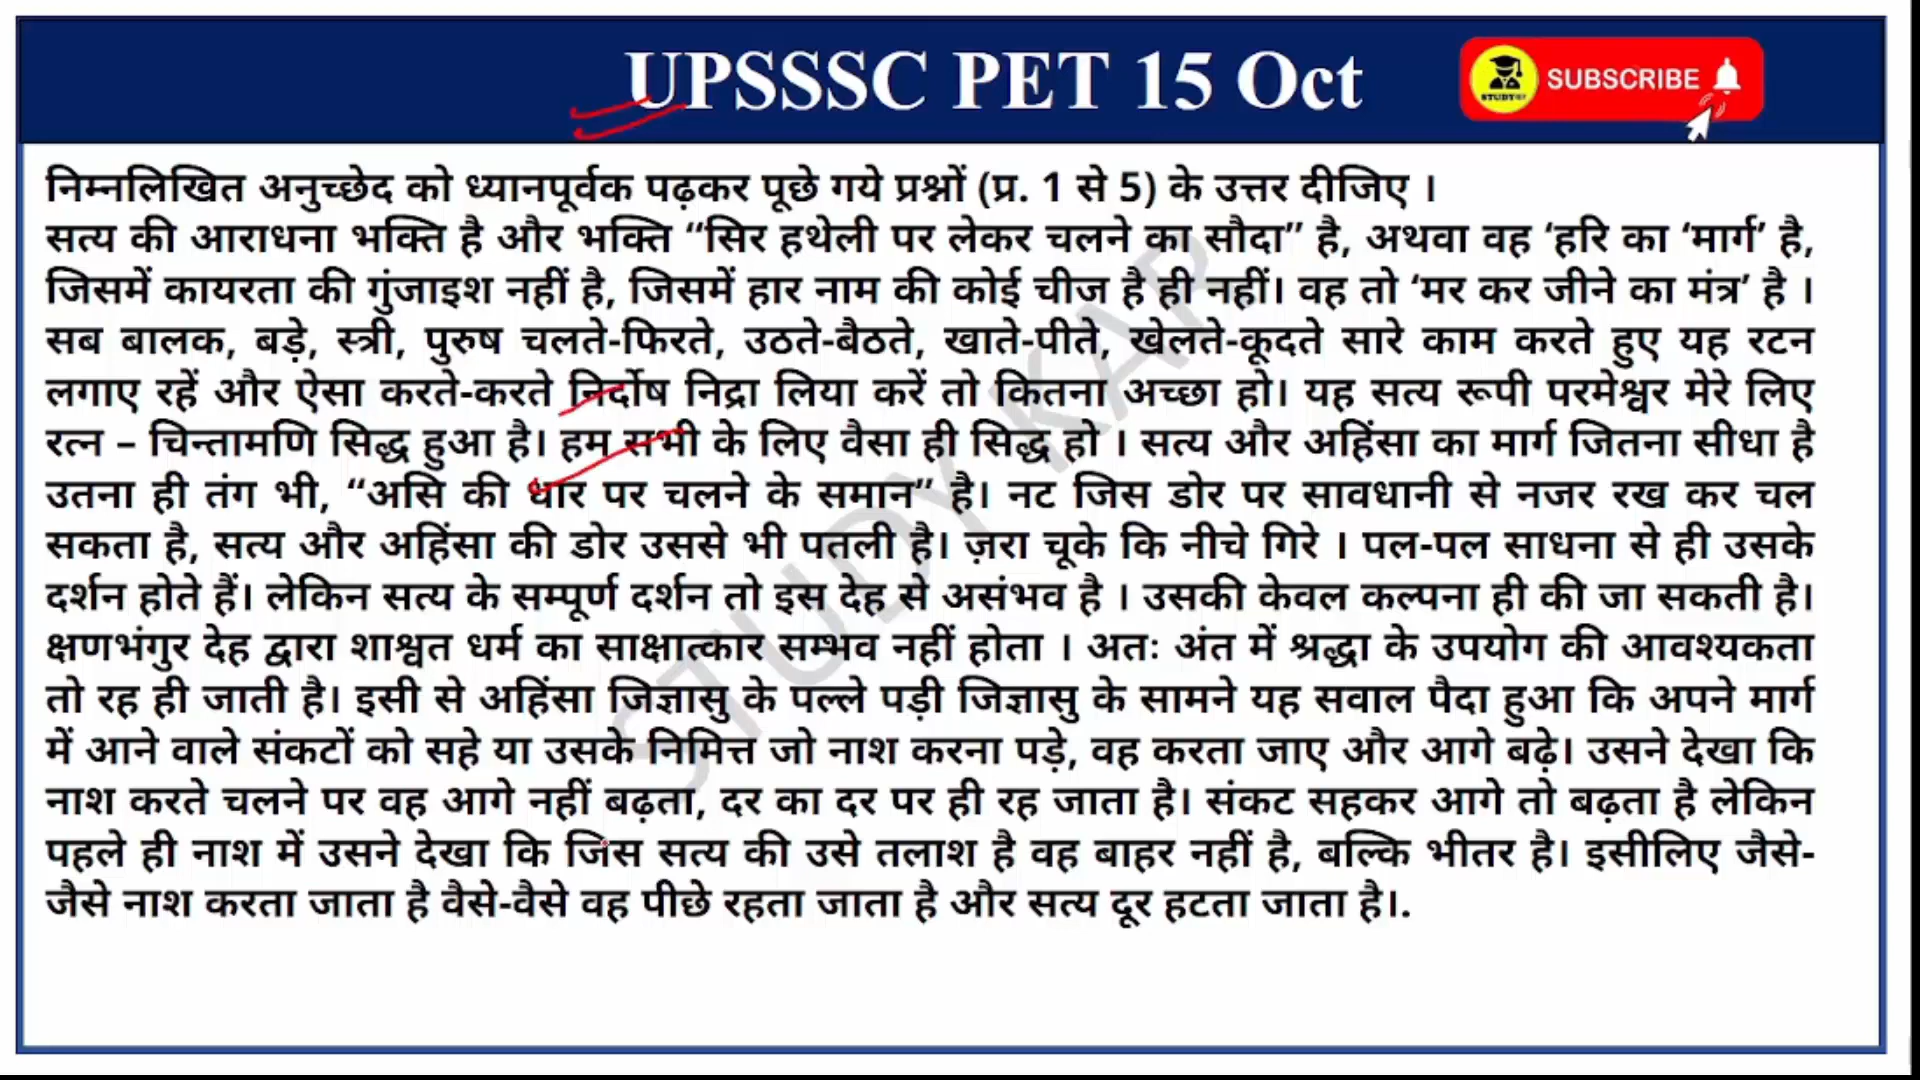 UPSSSC PET 15 Oct
STUDY
SUBSCRIBE
निम्नलिखित अनुच्छेद को ध्यानपूर्वक पढ़कर पूछे गये प्रश्नों (प्र. 1 से 5) के उत्तर दीजिए ।
सत्य की आराधना भक्ति है और भक्ति “सिर हथेली पर लेकर चलने का सौदा” है, अथवा वह ‘हरि का ‘मार्ग’ है,
जिसमें कायरता की गुंजाइश नहीं है, जिसमें हार नाम की कोई चीज है ही नहीं। वह तो ‘मर कर जीने का मंत्र’ है ।
सब बालक, बड़े, स्त्री, पुरुष चलते-फिरते, उठते-बैठते, खाते-पीते, खेलते-कूदते सारे काम करते हुए यह रटन
लगाए रहें और ऐसा करते-करते निर्दोष निद्रा लिया करें तो कितना अच्छा हो। यह सत्य रूपी परमेश्वर मेरे लिए
रत्न – चिन्तामणि सिद्ध हुआ है। हम सभी के लिए वैसा ही सिद्ध हो । सत्य और अहिंसा का मार्ग जितना सीधा है
उतना ही तंग भी, “असि की धार पर चलने के समान” है। नट जिस डोर पर सावधानी से नजर रख कर चल
सकता है, सत्य और अहिंसा की डोर उससे भी पतली है। ज़रा चूके कि नीचे गिरे । पल-पल साधना से ही उसके
दर्शन होते हैं। लेकिन सत्य के सम्पूर्ण दर्शन तो इस देह से असंभव है । उसकी केवल कल्पना ही की जा सकती है।
क्षणभंगुर देह द्वारा शाश्वत धर्म का साक्षात्कार सम्भव नहीं होता । अतः अंत में श्रद्धा के उपयोग की आवश्यकता
तो रह ही जाती है। इसी से अहिंसा जिज्ञासु के पल्ले पड़ी जिज्ञासु के सामने यह सवाल पैदा हुआ कि अपने मार्ग
में आने वाले संकटों को सहे या उसके निमित्त जो नाश करना पड़े, वह करता जाए और आगे बढ़े। उसने देखा कि
नाश करते चलने पर वह आगे नहीं बढ़ता, दर का दर पर ही रह जाता है। संकट सहकर आगे तो बढ़ता है लेकिन
पहले ही नाश में उसने देखा कि जिस सत्य की उसे तलाश है वह बाहर नहीं है, बल्कि भीतर है। इसीलिए जैसे-
जैसे नाश करता जाता है वैसे-वैसे वह पीछे रहता जाता है और सत्य दूर हटता जाता है।.
STUDY KAR